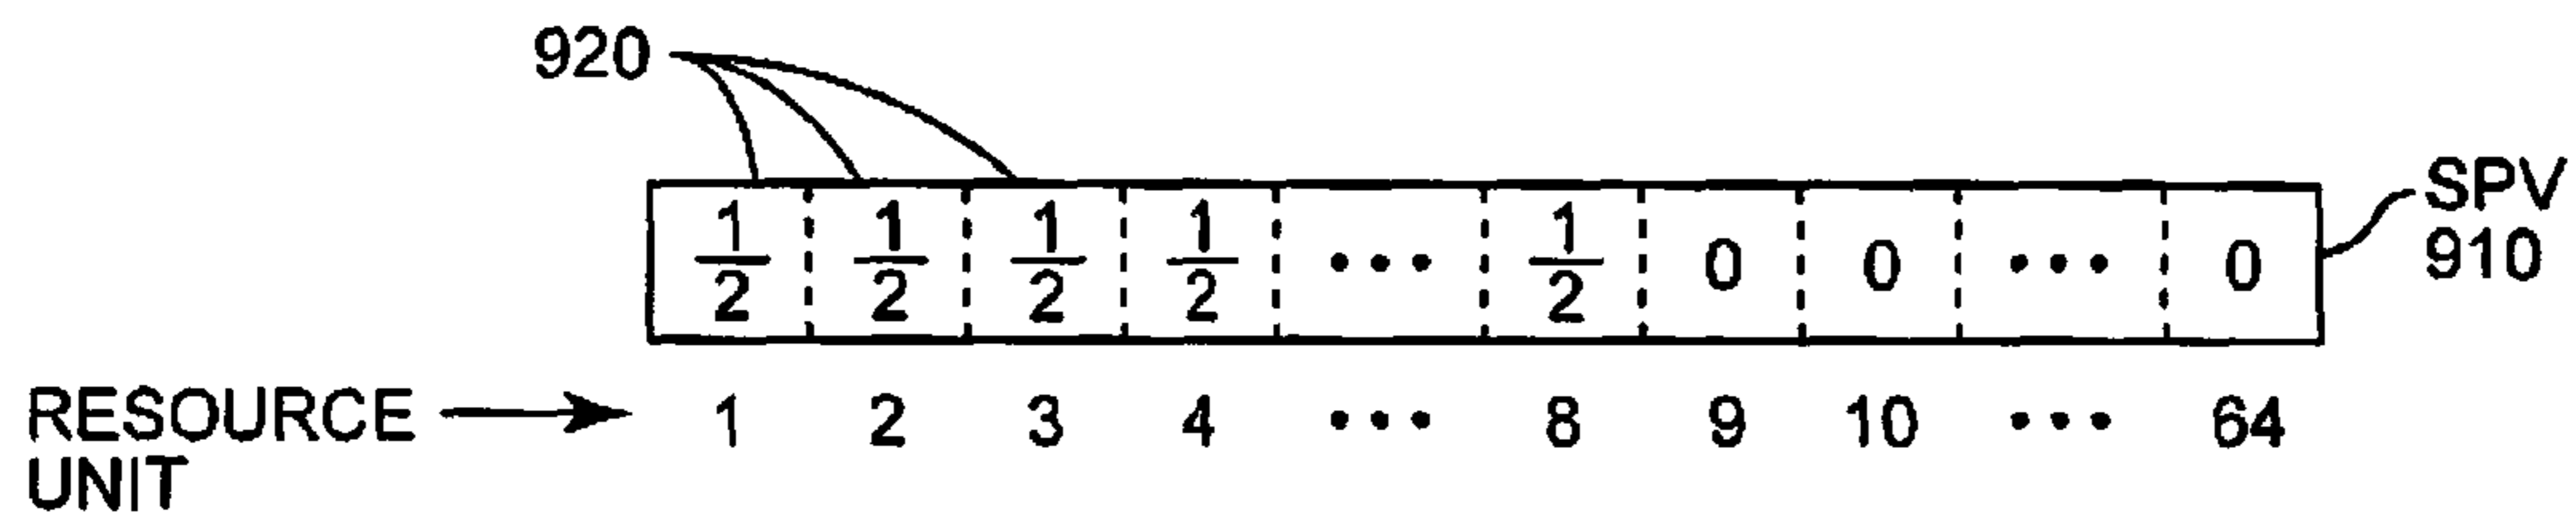 920
SPV
910
1/2 1/2 1/2 1/2 ••• 1/2 0 0 ••• 0
RESOURCE
UNIT
1 2 3 4 ••• 8 9 10 ••• 64